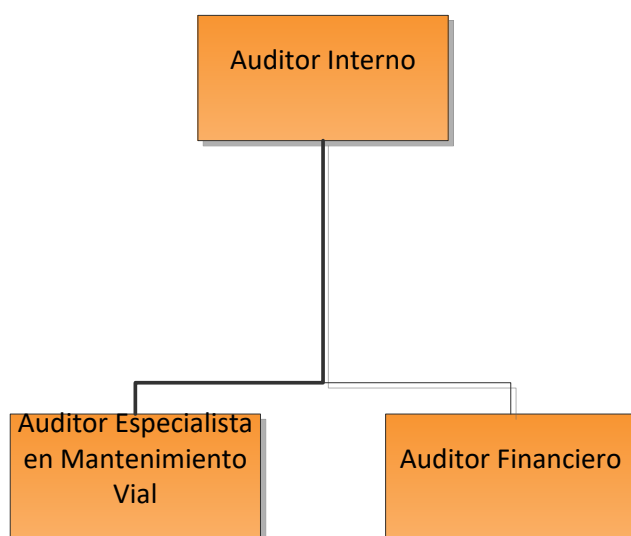 Auditor Interno
Auditor Especialista
en Mantenimiento
Vial
Auditor Financiero